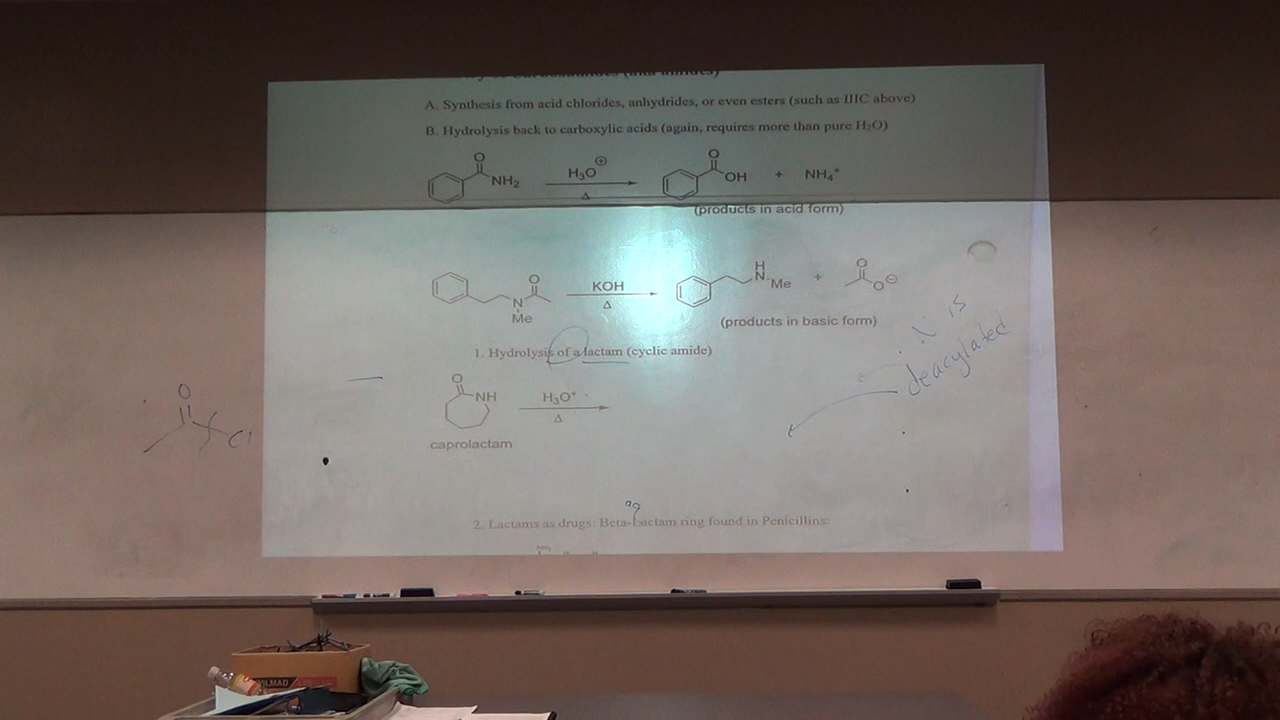 A. Synthesis from acid chlorides, anhydrides, or even esters (such as IIIC above)
B. Hydrolysis back to carboxylic acids (again, requires more than pure H₂O)
O NH₂ H₃O⊕ Δ O OH + NH₄⁺
(products in acid form)
O N Me KOH Δ H N Me + O O⊖
(products in basic form)
is
deacylated
1. Hydrolysis of a lactam (cyclic amide)
O NH H₃O⁺ Δ
caprolactam
O Cl
2. Lactams as drugs: Beta-Lactam ring found in Penicillins:
NH₂
WILMAD